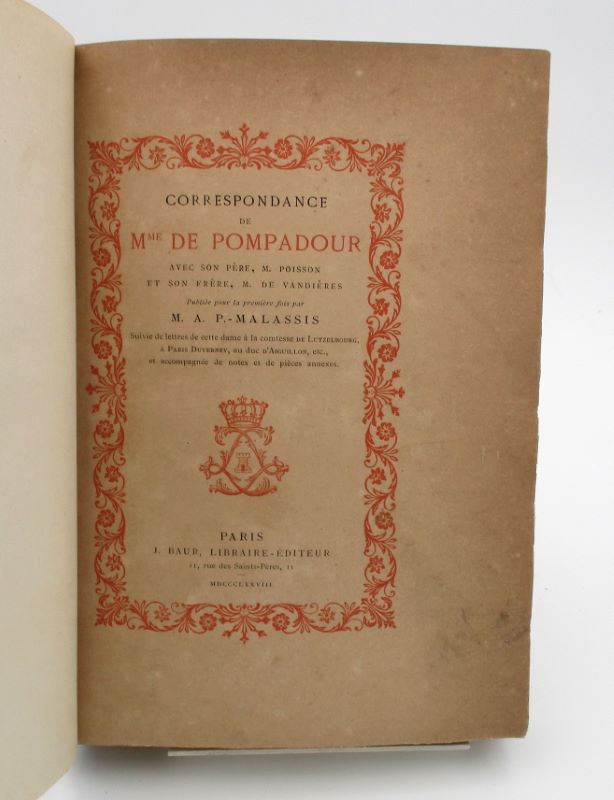 CORRESPONDANCE
DE
MME DE POMPADOUR
AVEC SON PÈRE, M. POISSON
ET SON FRÈRE, M. DE VANDIÈRES
Publiée pour la première fois par
M. A. P.-MALASSIS
Suivie de lettres de cette dame à la comtesse DE LUTZELBOURG,
à PARIS DUVERNEY, au duc D'AIGUILLON, etc.,
et accompagnée de notes et de pièces annexes.
PARIS
J. BAUR, LIBRAIRE-ÉDITEUR
11, rue des Saints-Pères, 11
MDCCCLXXVIII